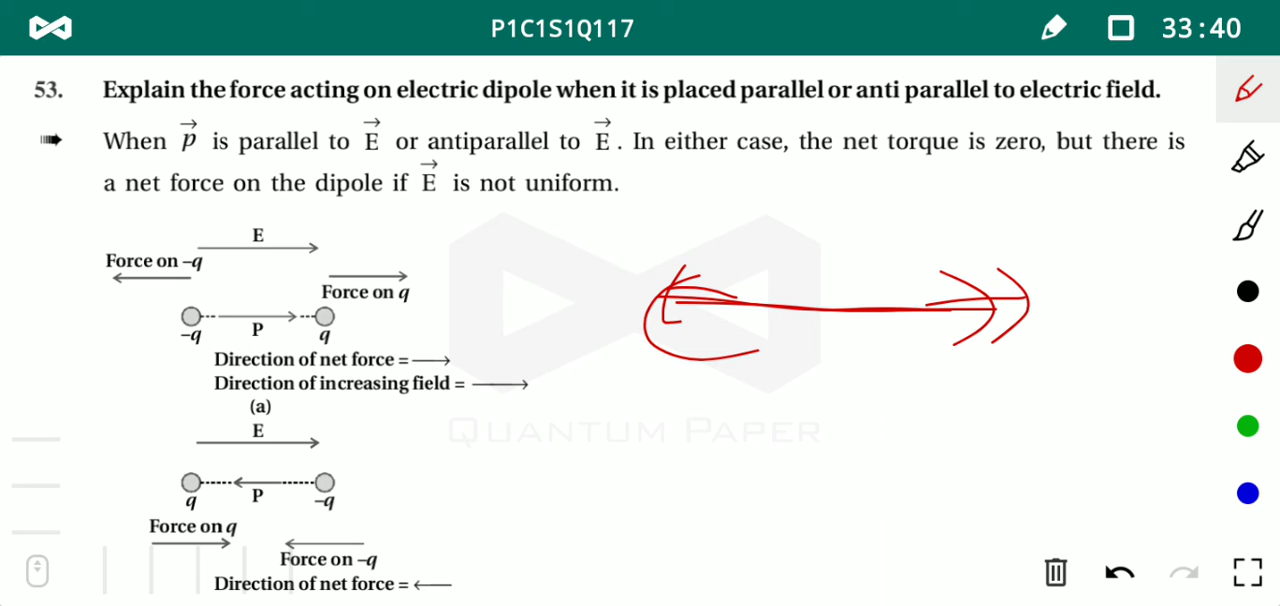 P1C1S1Q117
33:40
53. Explain the force acting on electric dipole when it is placed parallel or anti parallel to electric field.
When p is parallel to E or antiparallel to E . In either case, the net torque is zero, but there is
a net force on the dipole if E is not uniform.
E
Force on –q
Force on q
P
–q q
Direction of net force =
Direction of increasing field =
(a)
E
P
q –q
Force on q
Force on –q
Direction of net force =
QUANTUM PAPER